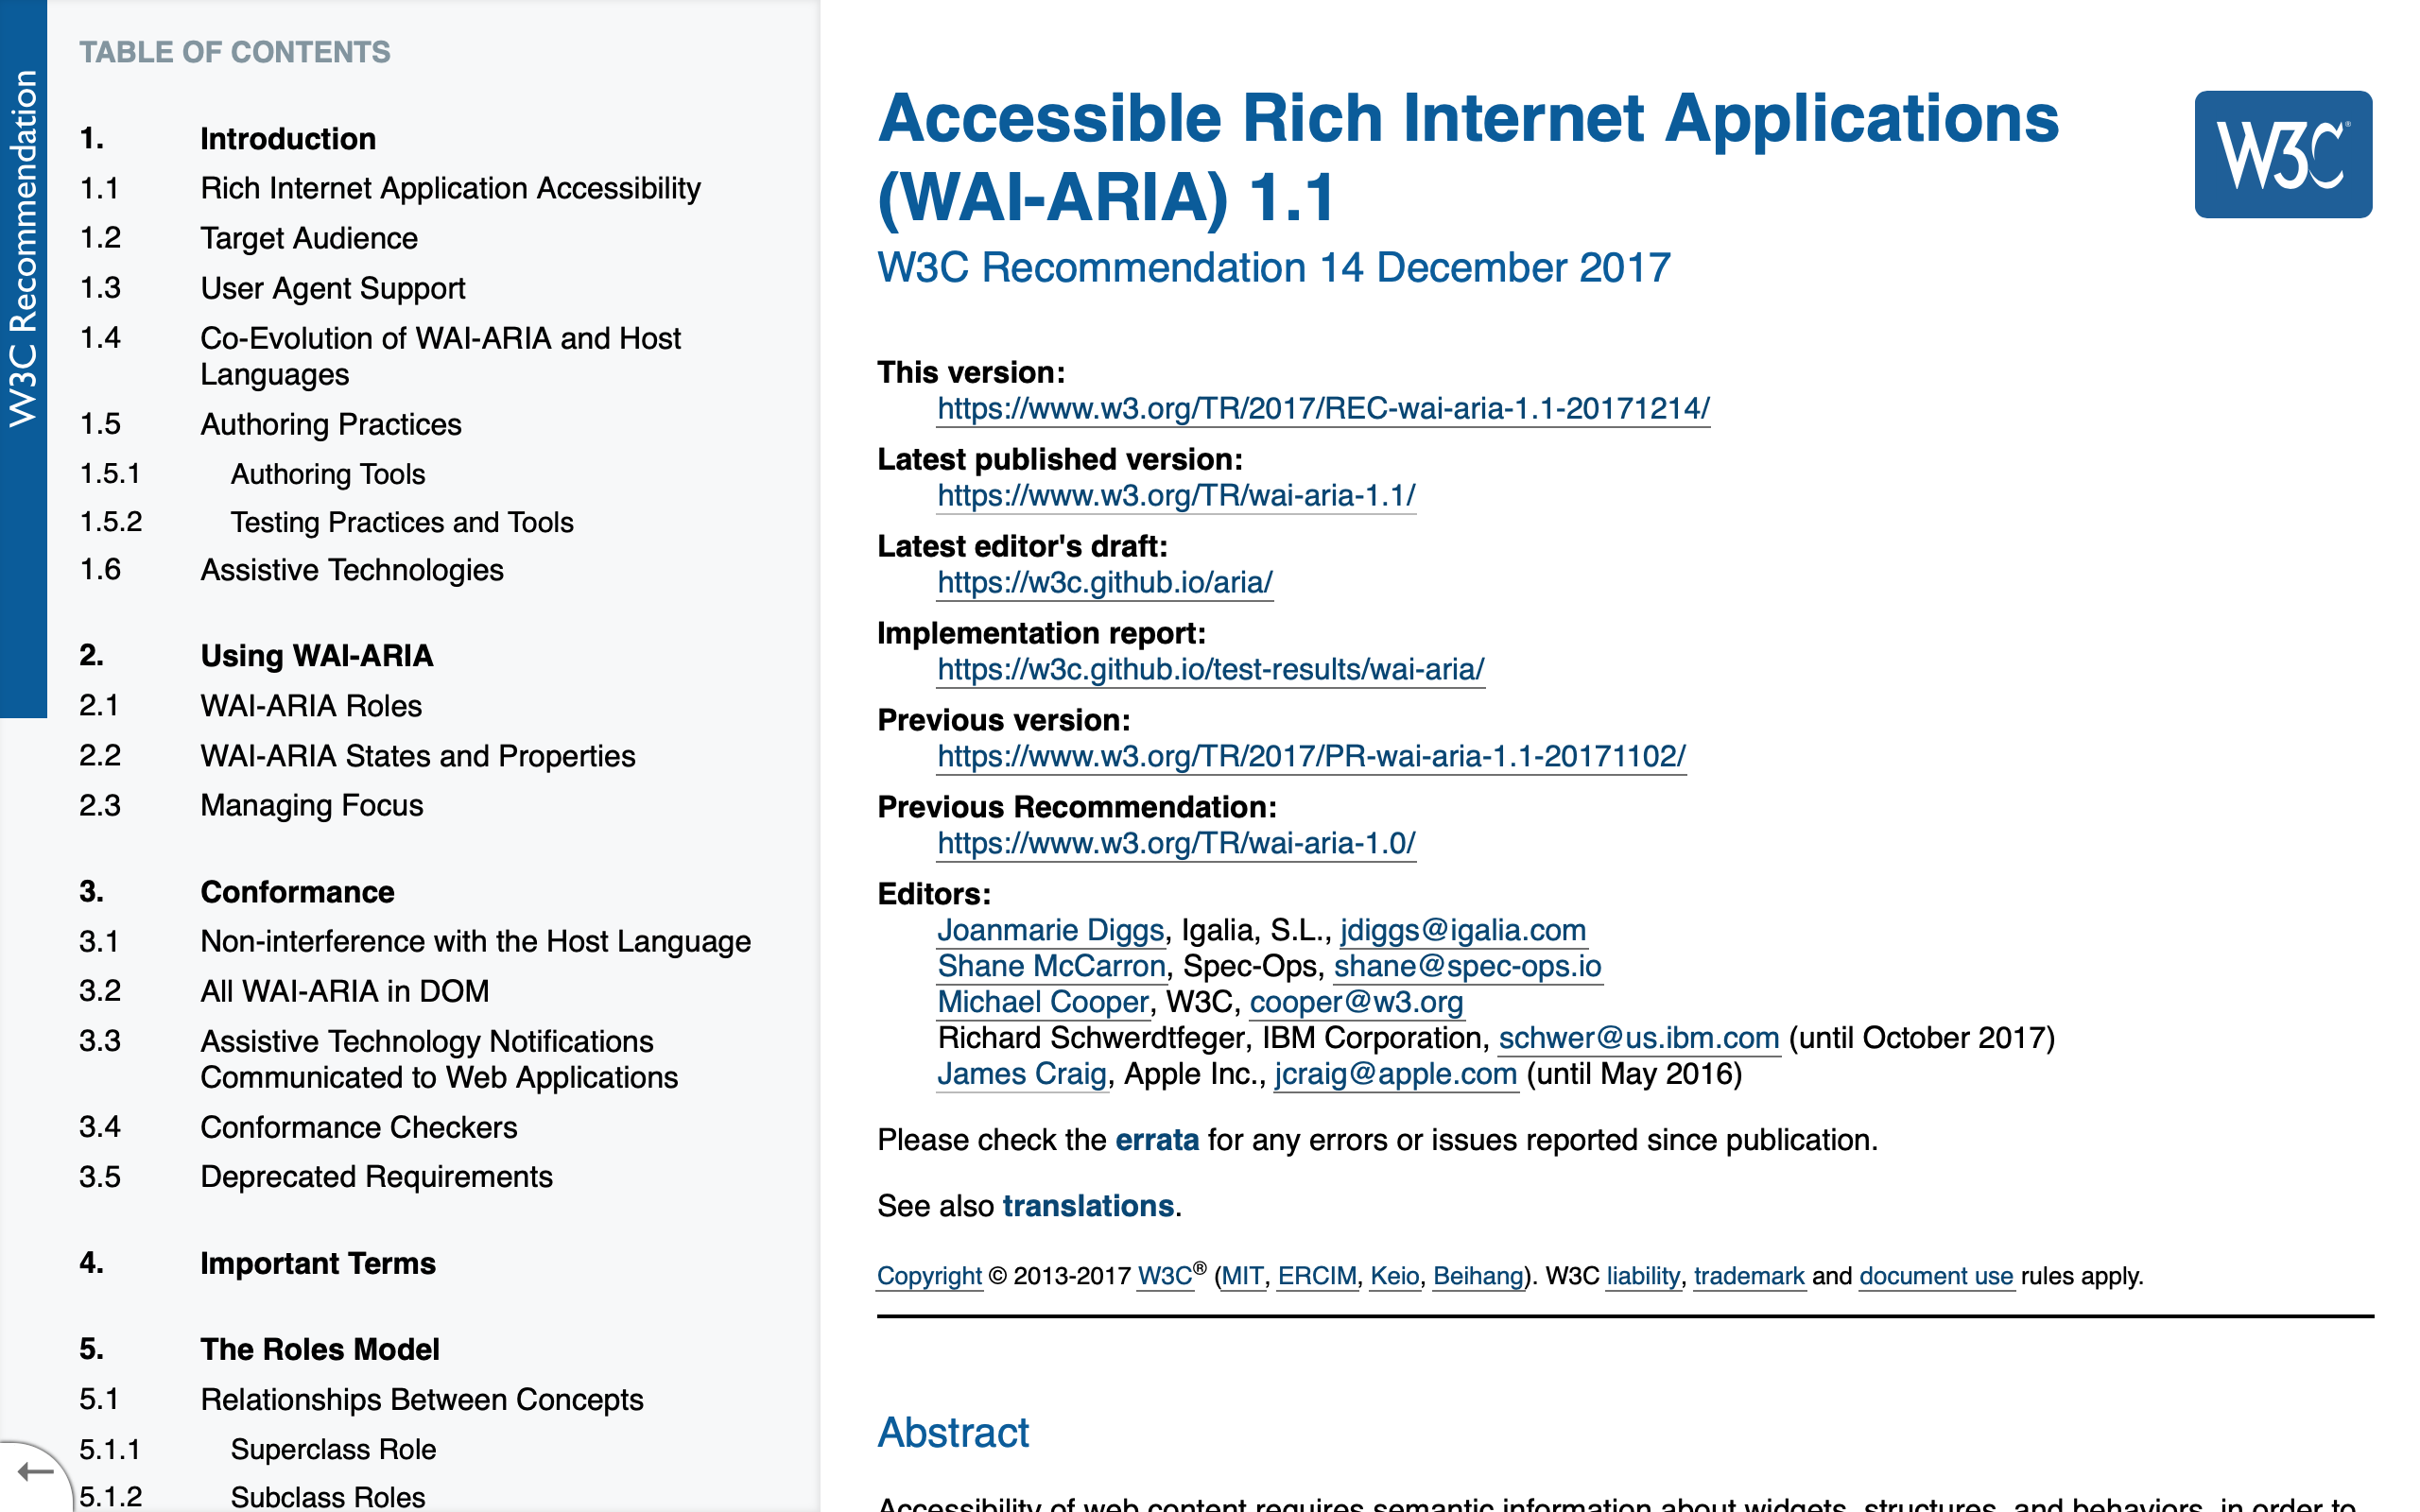 W3C Recommendation
TABLE OF CONTENTS
1. Introduction
1.1 Rich Internet Application Accessibility
1.2 Target Audience
1.3 User Agent Support
1.4 Co-Evolution of WAI-ARIA and Host
Languages
1.5 Authoring Practices
1.5.1 Authoring Tools
1.5.2 Testing Practices and Tools
1.6 Assistive Technologies
2. Using WAI-ARIA
2.1 WAI-ARIA Roles
2.2 WAI-ARIA States and Properties
2.3 Managing Focus
3. Conformance
3.1 Non-interference with the Host Language
3.2 All WAI-ARIA in DOM
3.3 Assistive Technology Notifications
Communicated to Web Applications
3.4 Conformance Checkers
3.5 Deprecated Requirements
4. Important Terms
5. The Roles Model
5.1 Relationships Between Concepts
5.1.1 Superclass Role
5.1.2 Subclass Roles
Accessible Rich Internet Applications
(WAI-ARIA) 1.1
W3C®
W3C Recommendation 14 December 2017
This version:
https://www.w3.org/TR/2017/REC-wai-aria-1.1-20171214/
Latest published version:
https://www.w3.org/TR/wai-aria-1.1/
Latest editor's draft:
https://w3c.github.io/aria/
Implementation report:
https://w3c.github.io/test-results/wai-aria/
Previous version:
https://www.w3.org/TR/2017/PR-wai-aria-1.1-20171102/
Previous Recommendation:
https://www.w3.org/TR/wai-aria-1.0/
Editors:
Joanmarie Diggs, Igalia, S.L., jdiggs@igalia.com
Shane McCarron, Spec-Ops, shane@spec-ops.io
Michael Cooper, W3C, cooper@w3.org
Richard Schwerdtfeger, IBM Corporation, schwer@us.ibm.com (until October 2017)
James Craig, Apple Inc., jcraig@apple.com (until May 2016)
Please check the errata for any errors or issues reported since publication.
See also translations.
Copyright © 2013-2017 W3C® (MIT, ERCIM, Keio, Beihang). W3C liability, trademark and document use rules apply.
Abstract
Accessibility of web content requires semantic information about widgets, structures, and behaviors, in order to